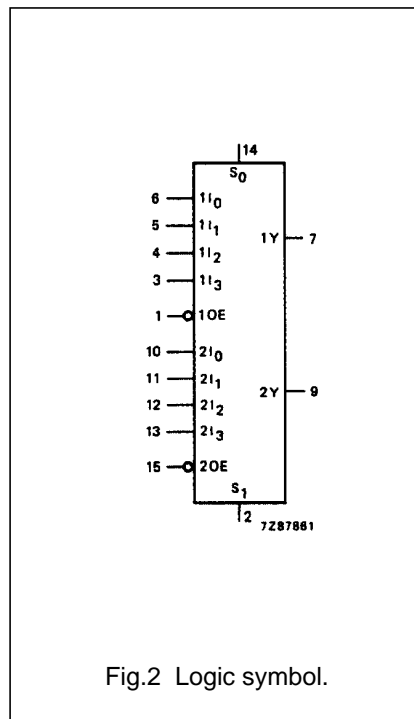 14
S0
6 1I0
5 1I1
1Y 7
4 1I2
3 1I3
1 1OE
10 2I0
11 2I1
2Y 9
12 2I2
13 2I3
15 2OE
S1
2
7Z87861
Fig.2 Logic symbol.